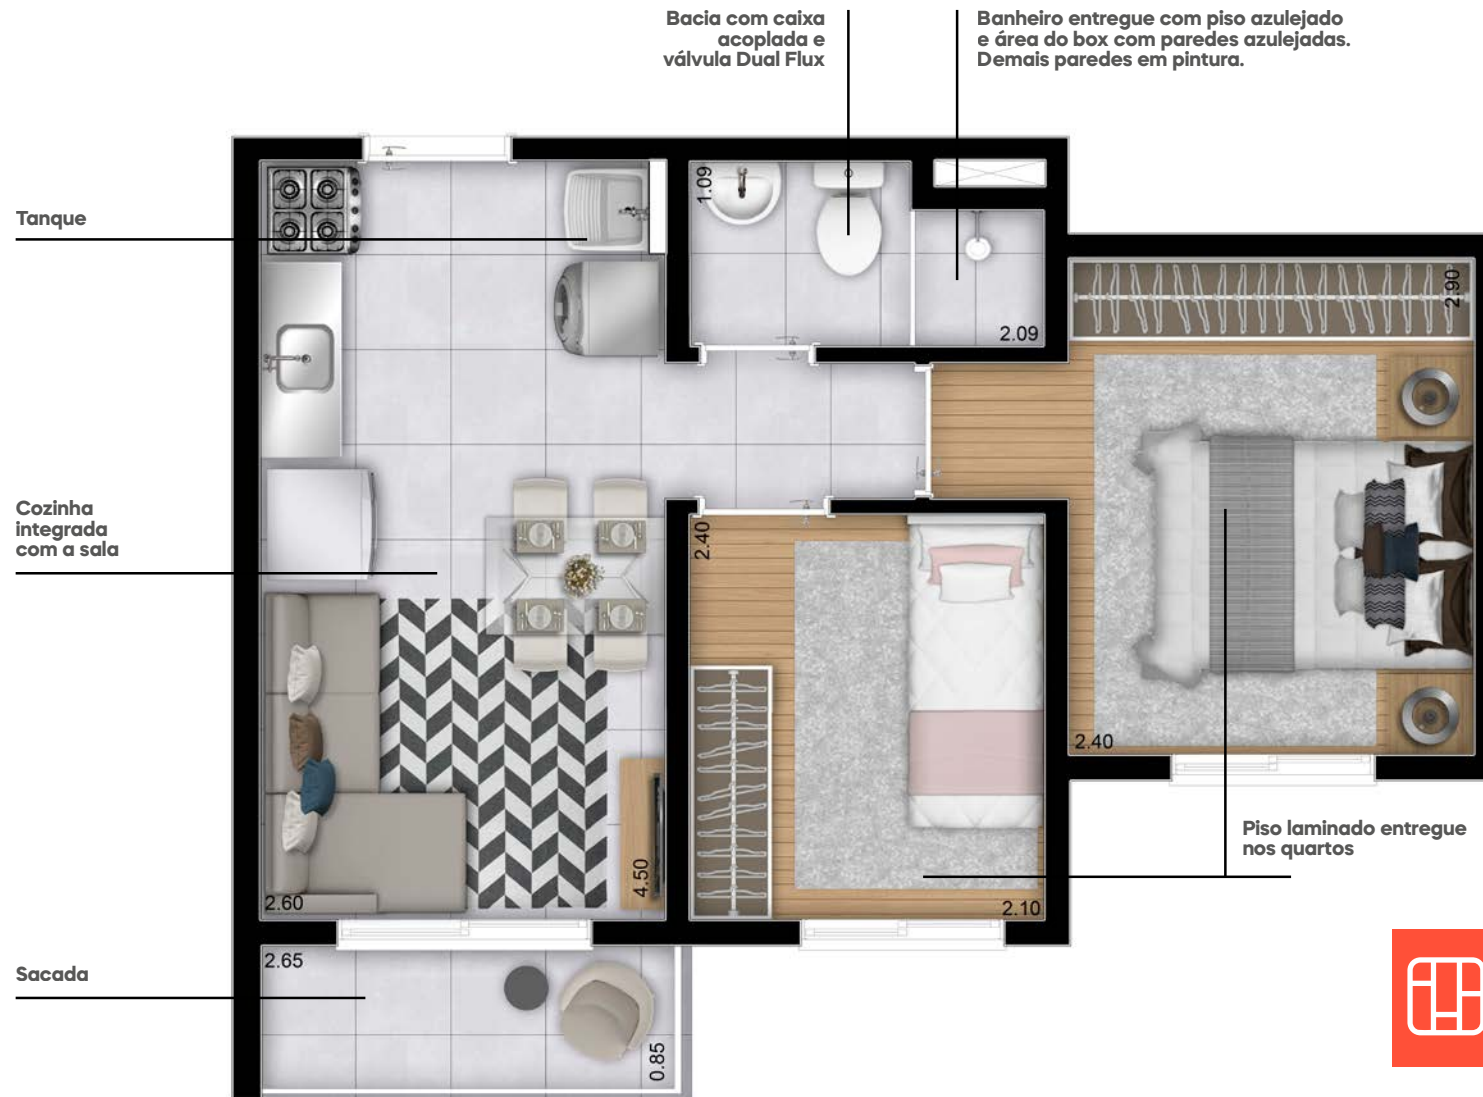 Bacia com caixa
acoplada e
válvula Dual Flux
Banheiro entregue com piso azulejado
e área do box com paredes azulejadas.
Demais paredes em pintura.
Tanque
1.09
2.09
2.90
Cozinha
integrada
com a sala
2.40
2.40
Piso laminado entregue
nos quartos
4.50
2.60
2.10
Sacada
2.65
0.85